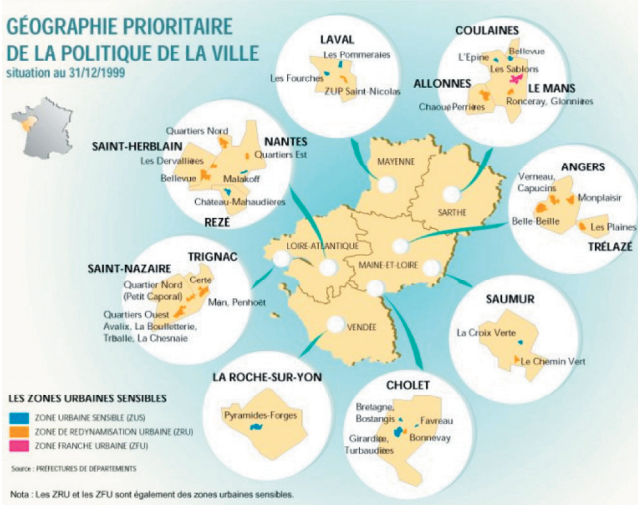 GÉOGRAPHIE PRIORITAIRE
DE LA POLITIQUE DE LA VILLE
situation au 31/12/1999
LAVAL
Les Pommeraies
Les Fourches
ZUP Saint-Nicolas
COULAINES
L'Epine
Bellevue
Les Sablons
ALLONNES
LE MANS
Chaoué Perrières
Ronceray, Glonnières
SAINT-HERBLAIN
Quartiers Nord
NANTES
Les Dervallières
Quartiers Est
Bellevue
Malakoff
Château-Mahaudières
REZÉ
MAYENNE
SARTHE
LOIRE-ATLANTIQUE
MAINE-ET-LOIRE
VENDÉE
ANGERS
Verneau,
Capucins
Monplaisir
Belle-Beille
Les Plaines
TRÉLAZÉ
TRIGNAC
SAINT-NAZAIRE
Certé
Quartier Nord
(Petit Caporal)
Man, Penhoët
Quartiers Ouest
Avalix, La Boulletterie,
Trballe, La Chesnaie
SAUMUR
La Croix Verte
Le Chemin Vert
LA ROCHE-SUR-YON
Pyramides-Forges
CHOLET
Bretagne,
Bostangis
Favreau
Girardière,
Bonnevay
Turbaudières
LES ZONES URBAINES SENSIBLES
ZONE URBAINE SENSIBLE (ZUS)
ZONE DE REDYNAMISATION URBAINE (ZRU)
ZONE FRANCHE URBAINE (ZFU)
Source : PRÉFECTURES DE DÉPARTEMENTS
Nota : Les ZRU et les ZFU sont également des zones urbaines sensibles.